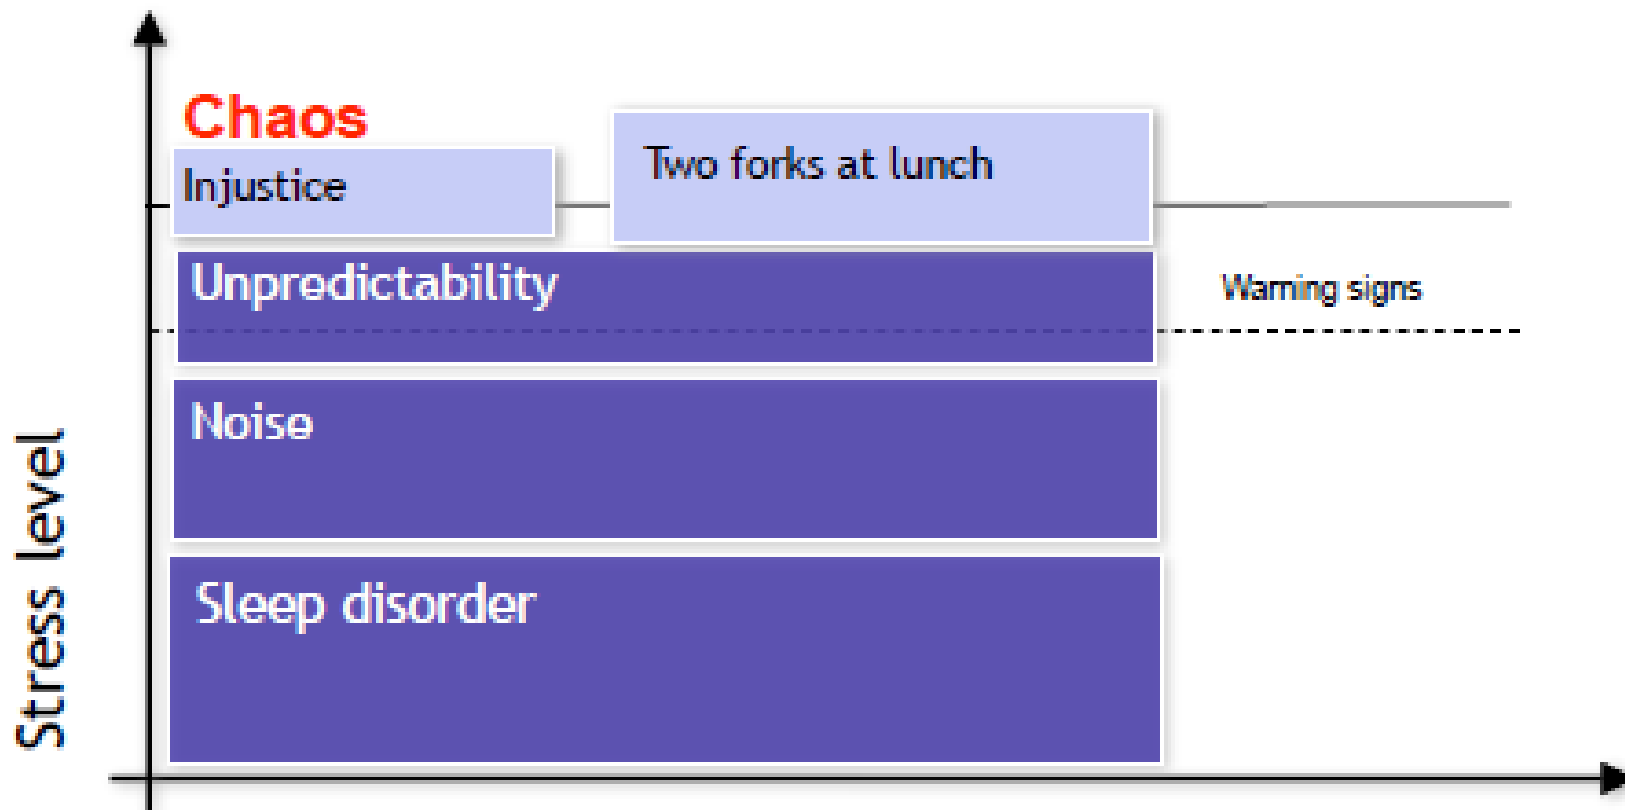 Chaos
Injustice
Two forks at lunch
Unpredictability
Warning signs
Noise
Sleep disorder
Stress level